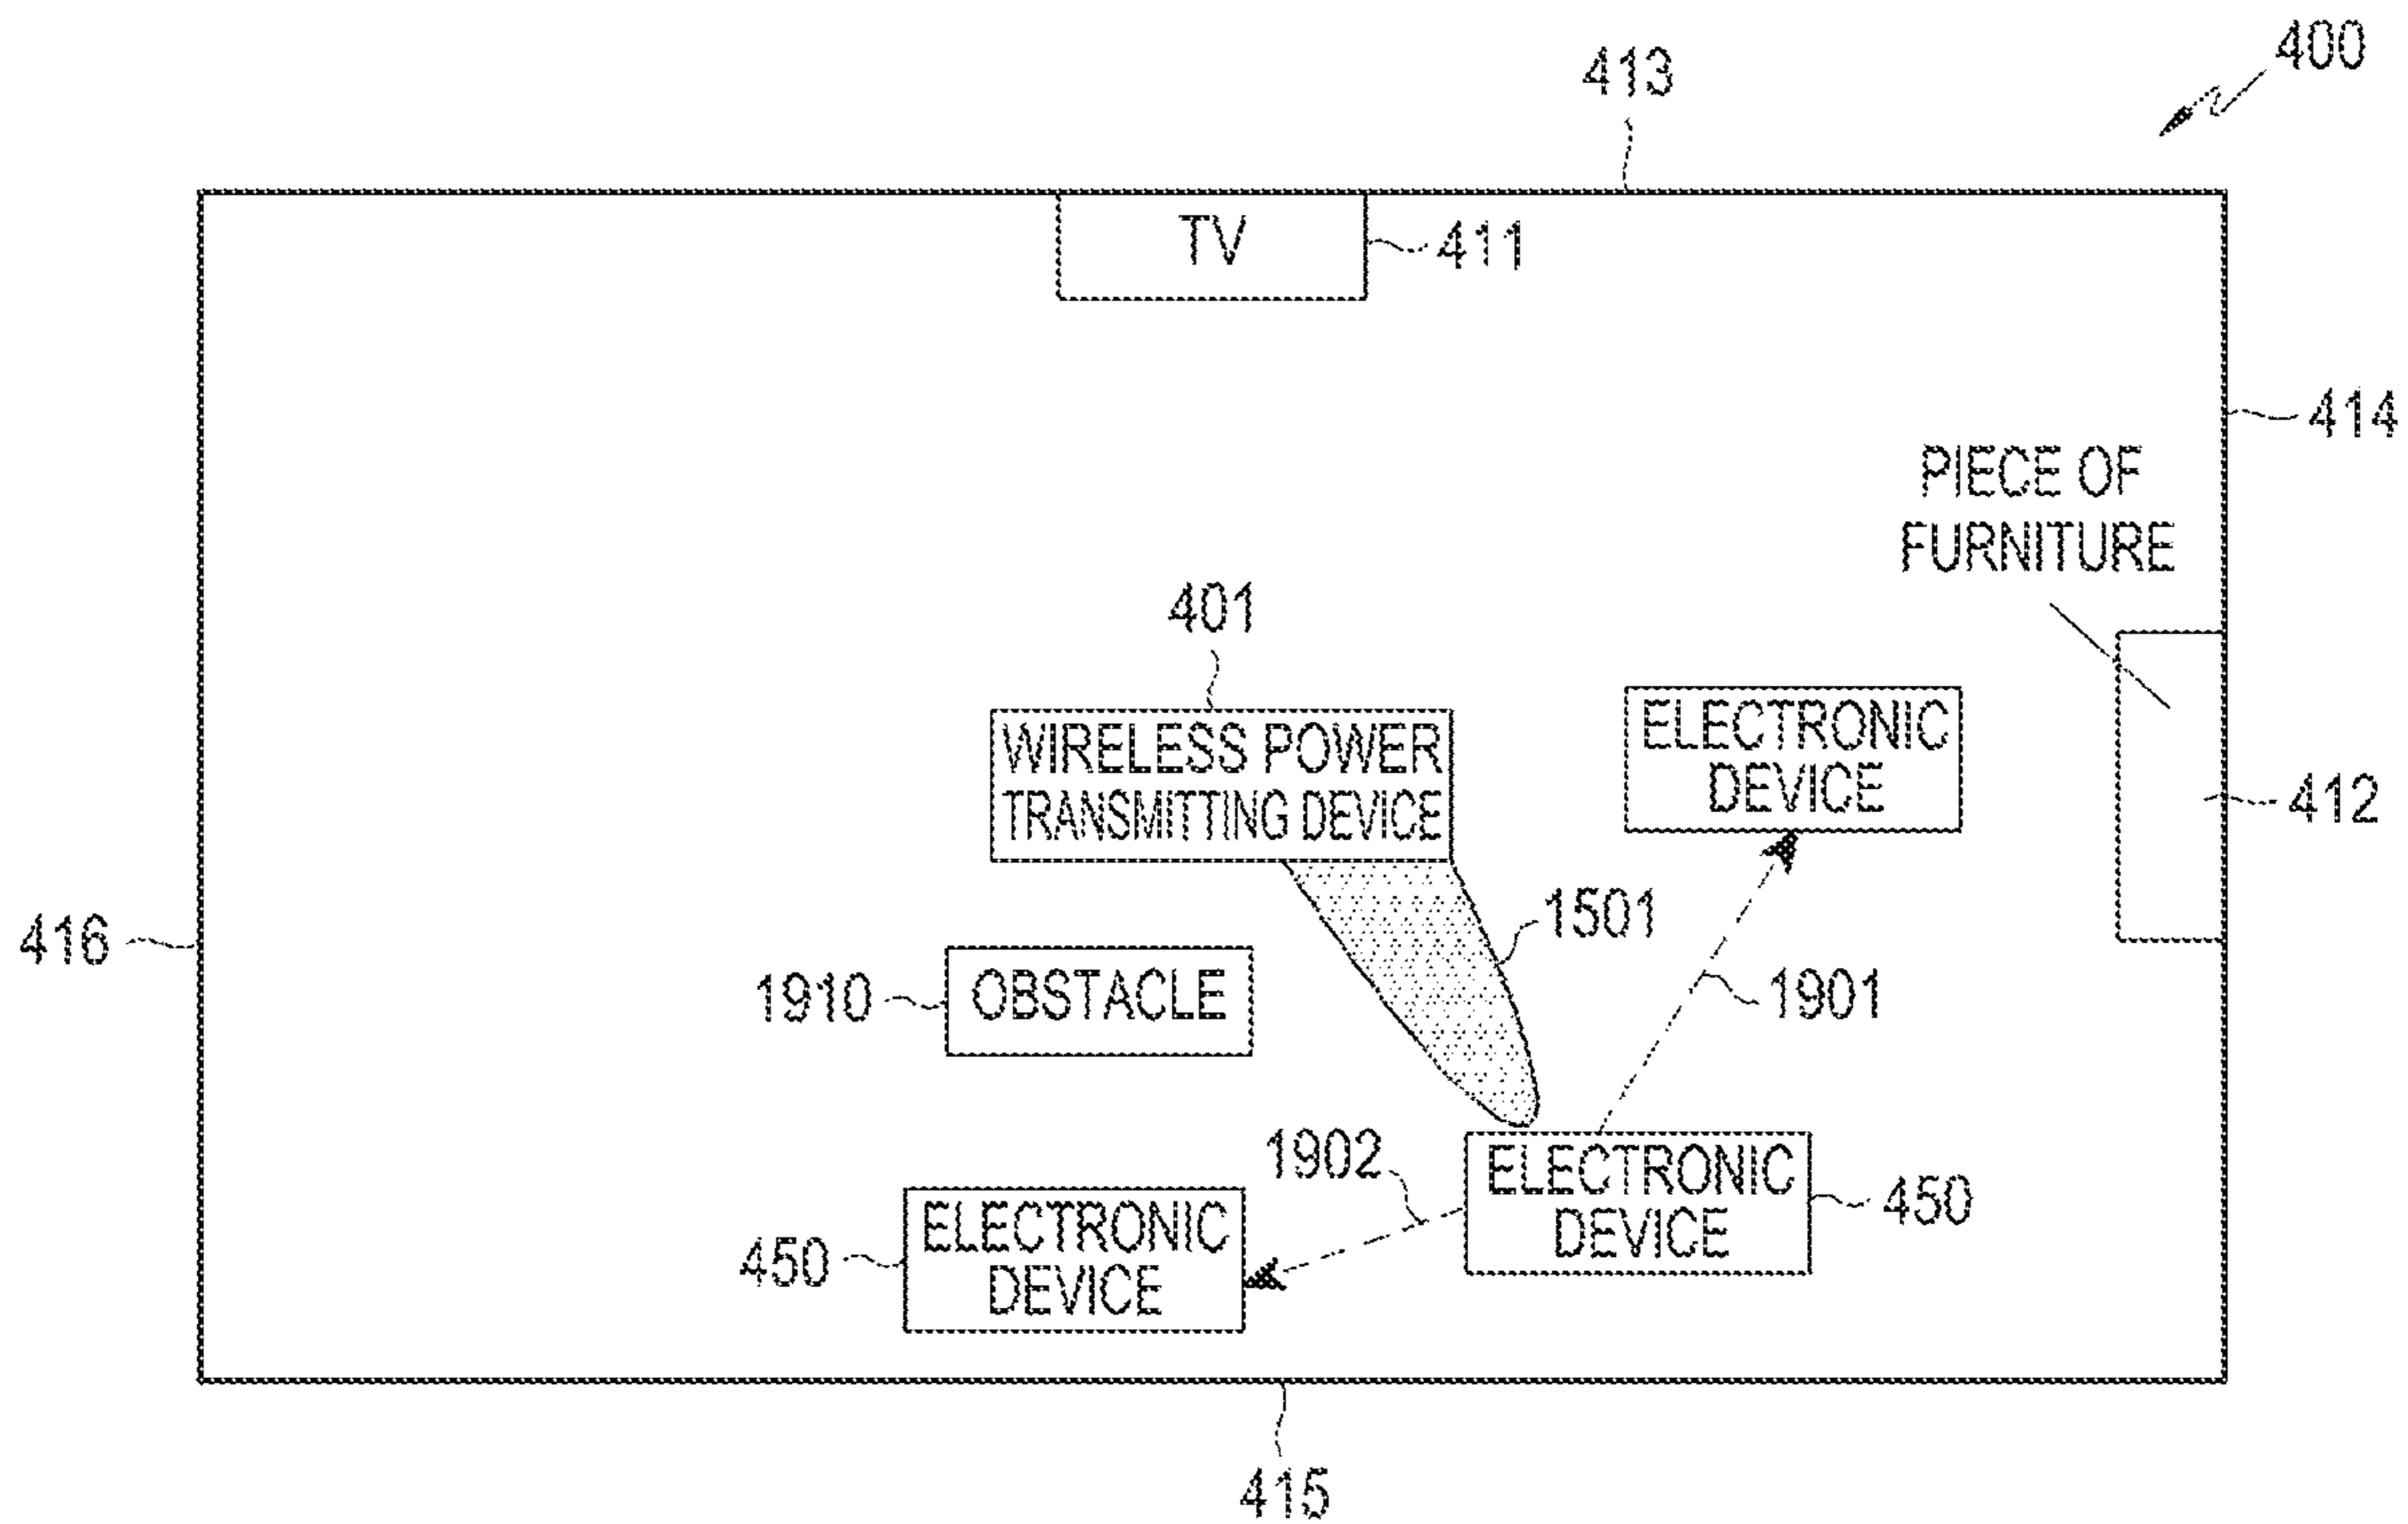 400
413
TV
411
414
PIECE OF
FURNITURE
401
WIRELESS POWER
TRANSMITTING DEVICE
ELECTRONIC
DEVICE
412
416
1501
1910
OBSTACLE
1901
1902
ELECTRONIC
DEVICE
450
450
ELECTRONIC
DEVICE
415